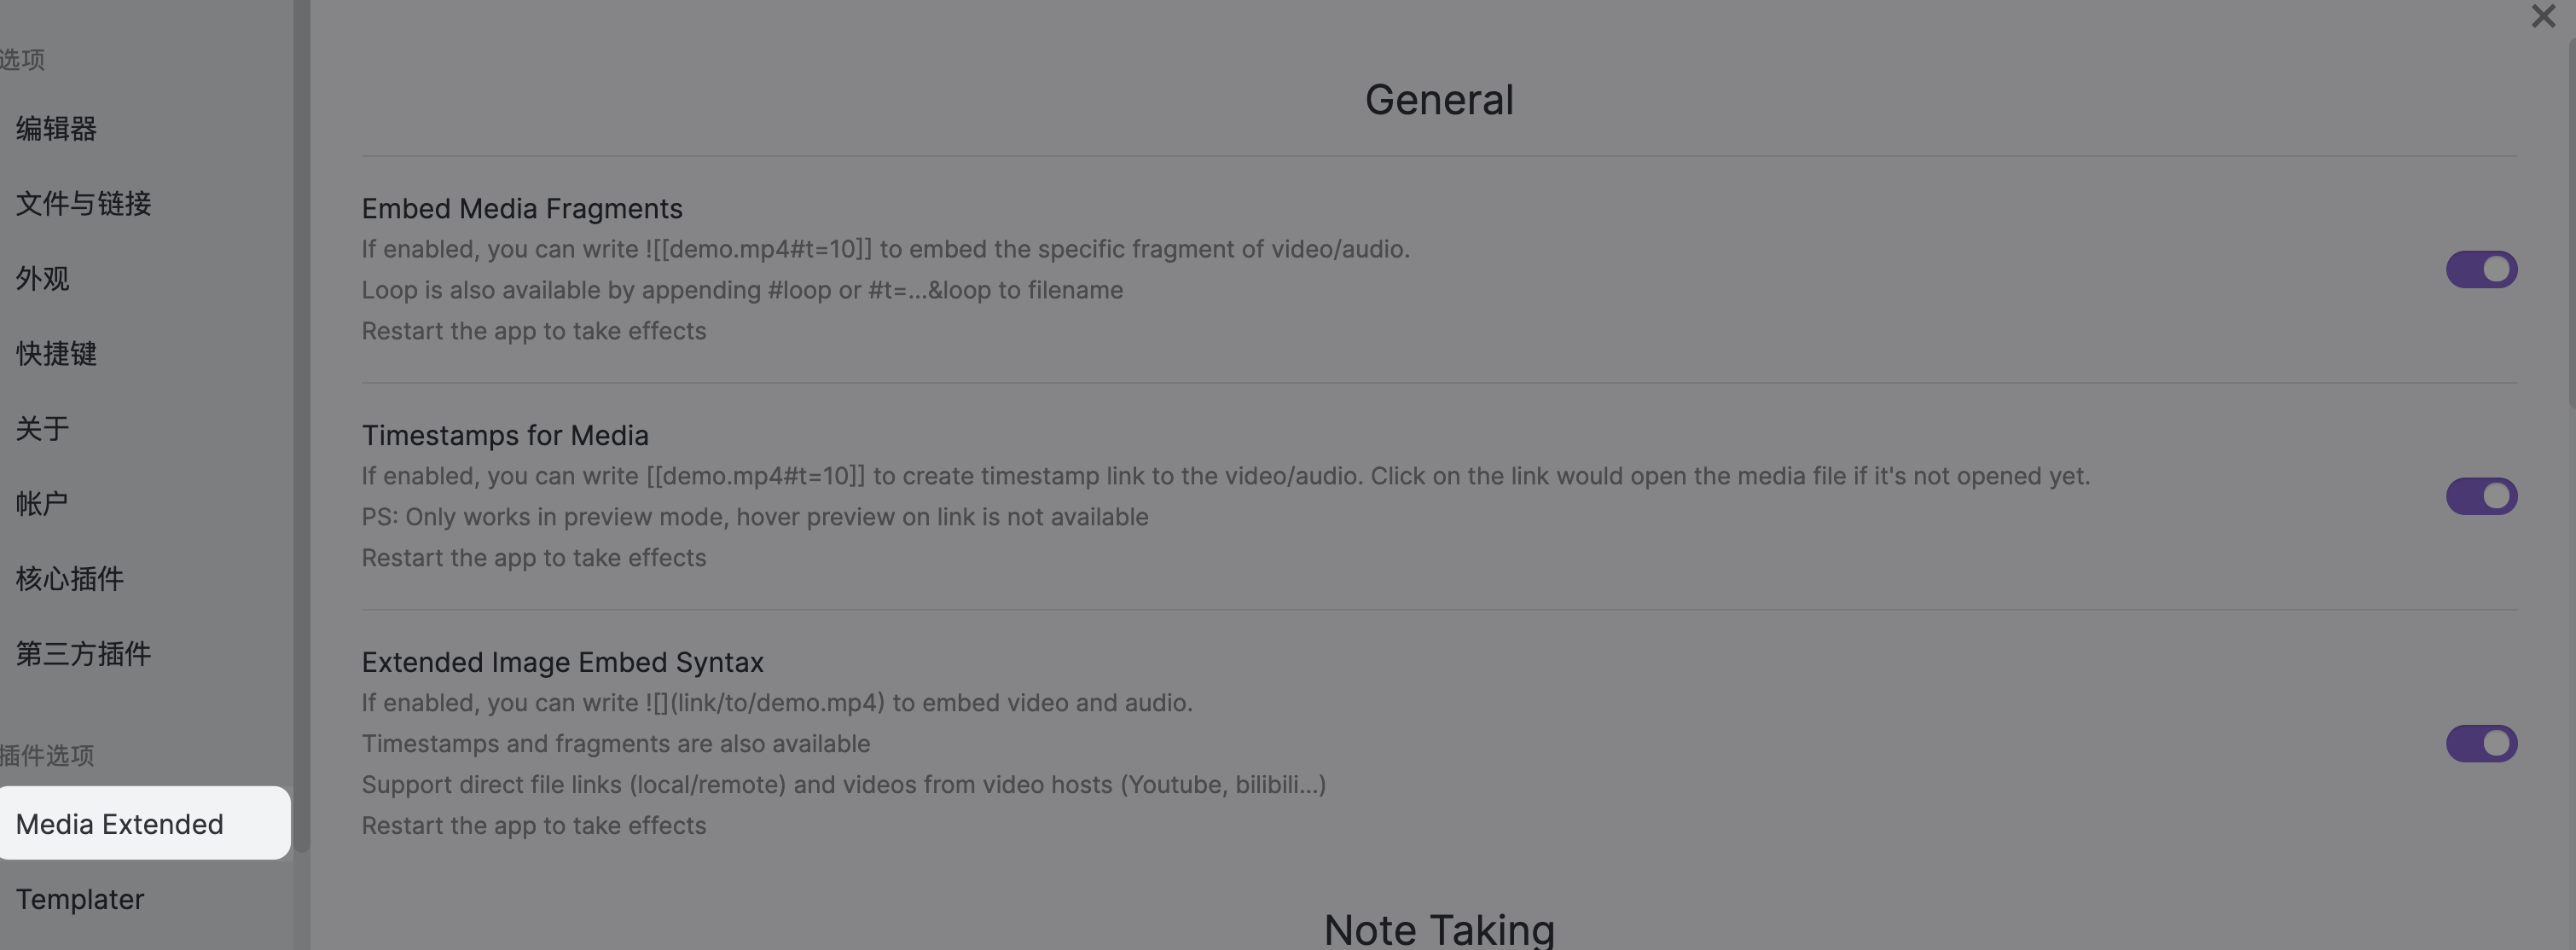 选项
编辑器
文件与链接
外观
快捷键
关于
帐户
核心插件
第三方插件
插件选项
Media Extended
Templater
General
Embed Media Fragments
If enabled, you can write ![[demo.mp4#t=10]] to embed the specific fragment of video/audio.
Loop is also available by appending #loop or #t=...&loop to filename
Restart the app to take effects
Timestamps for Media
If enabled, you can write [[demo.mp4#t=10]] to create timestamp link to the video/audio. Click on the link would open the media file if it's not opened yet.
PS: Only works in preview mode, hover preview on link is not available
Restart the app to take effects
Extended Image Embed Syntax
If enabled, you can write ![](link/to/demo.mp4) to embed video and audio.
Timestamps and fragments are also available
Support direct file links (local/remote) and videos from video hosts (Youtube, bilibili...)
Restart the app to take effects
Note Taking